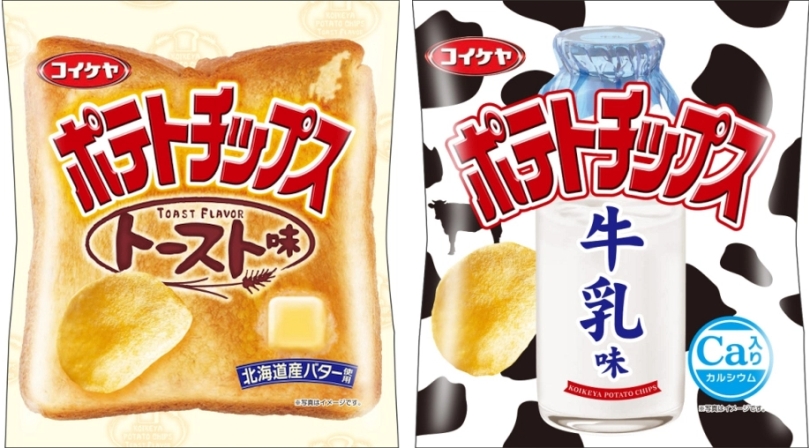 コイケヤ
ポテトチップス
TOAST FLAVOR
トースト味
北海道産バター使用
※写真はイメージです。
コイケヤ
ポテトチップス
牛乳味
KOIKEYA POTATO CHIPS
Ca入り
カルシウム
※写真はイメージです。